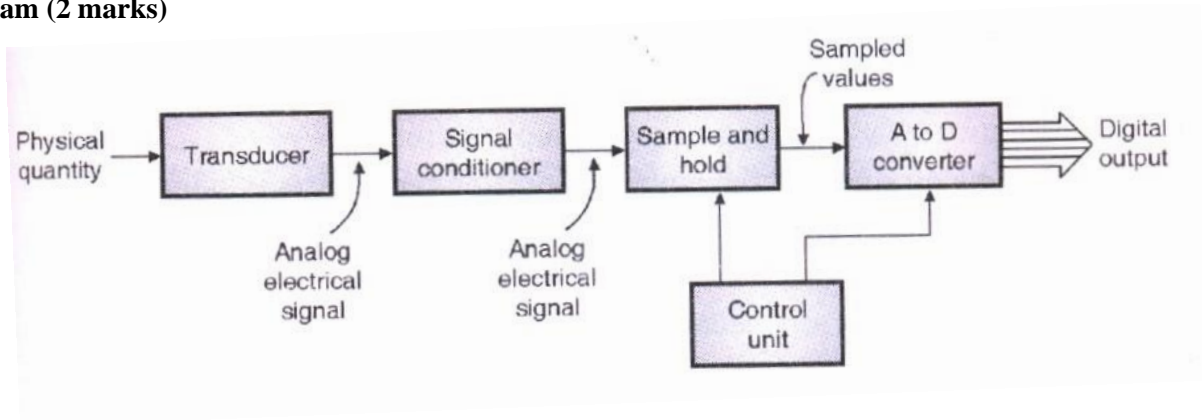 am (2 marks)
Sampled
values
Physical
quantity
Transducer
Signal
conditioner
Sample and
hold
A to D
converter
Digital
output
Analog
electrical
signal
Analog
electrical
signal
Control
unit